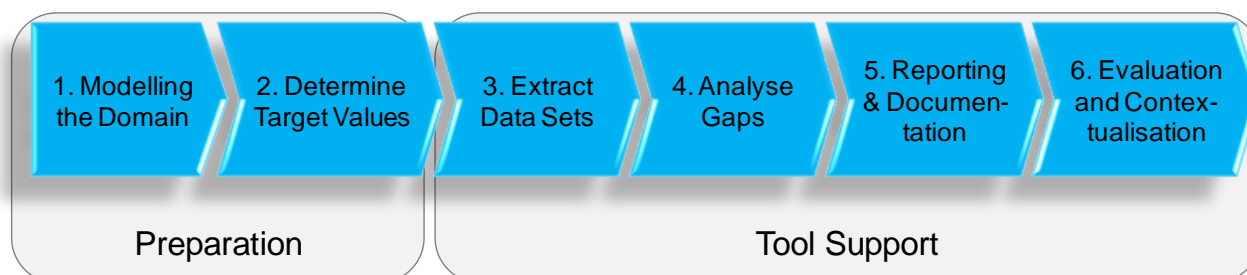 1. Modelling
the Domain
2. Determine
Target Values
3. Extract
Data Sets
4. Analyse
Gaps
5. Reporting
& Documen-
tation
6. Evaluation
and Contex-
tualisation
Preparation
Tool Support